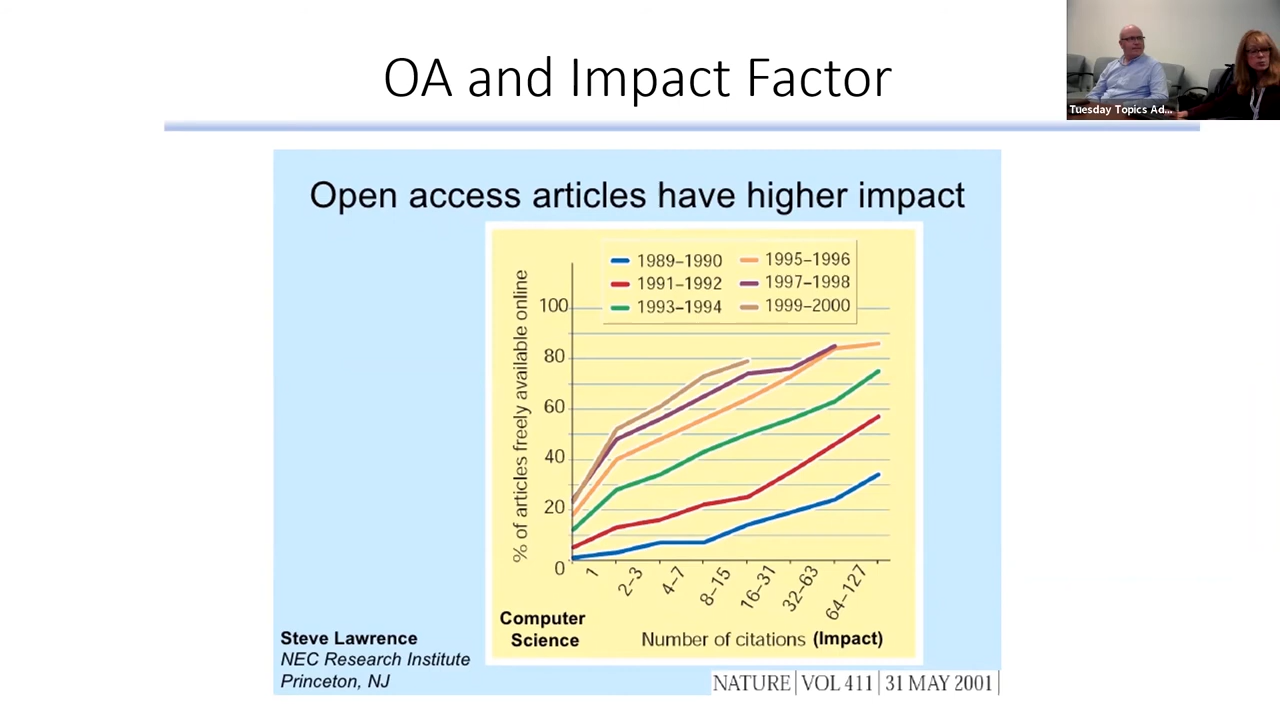 OA and Impact Factor
Tuesday Topics Ad...
Open access articles have higher impact
1989–1990
1995–1996
1991–1992
1997–1998
1993–1994
1999–2000
% of articles freely available online
100
80
60
40
20
0
1
2–3
4–7
8–15
16–31
32–63
64–127
Computer
Science
Number of citations (Impact)
Steve Lawrence
NEC Research Institute
Princeton, NJ
NATURE VOL 411 31 MAY 2001